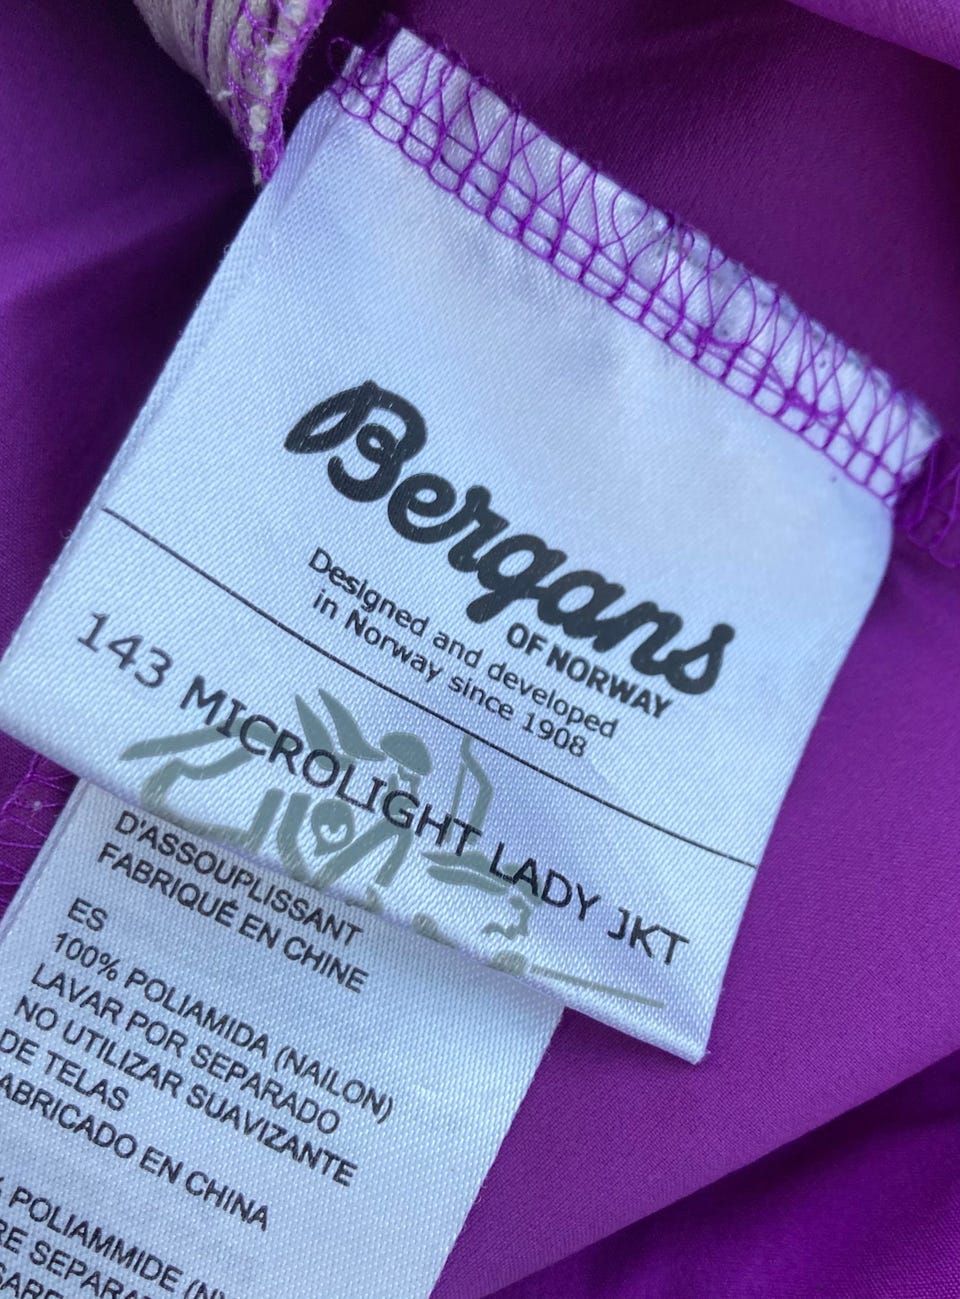 Bergans
OF NORWAY
Designed and developed
in Norway since 1908
143 MICROLIGHT LADY JKT
D'ASSOUPLISSANT
FABRIQUÉ EN CHINE
ES
100% POLIAMIDA (NAILON)
LAVAR POR SEPARADO
NO UTILIZAR SUAVIZANTE
DE TELAS
ABRICADO EN CHINA
POLIAMMIDE